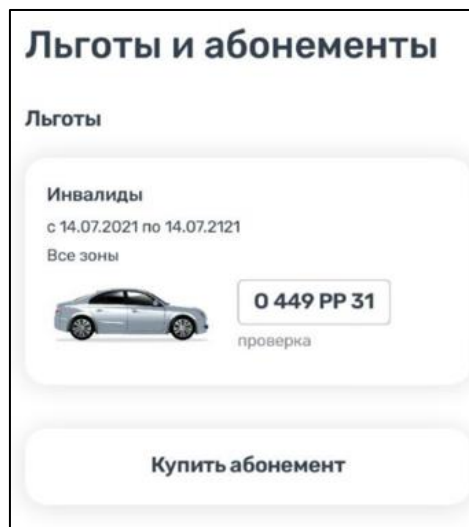 Льготы и абонементы
Льготы
Инвалиды
с 14.07.2021 по 14.07.2121
Все зоны
О 449 РР 31
проверка
Купить абонемент